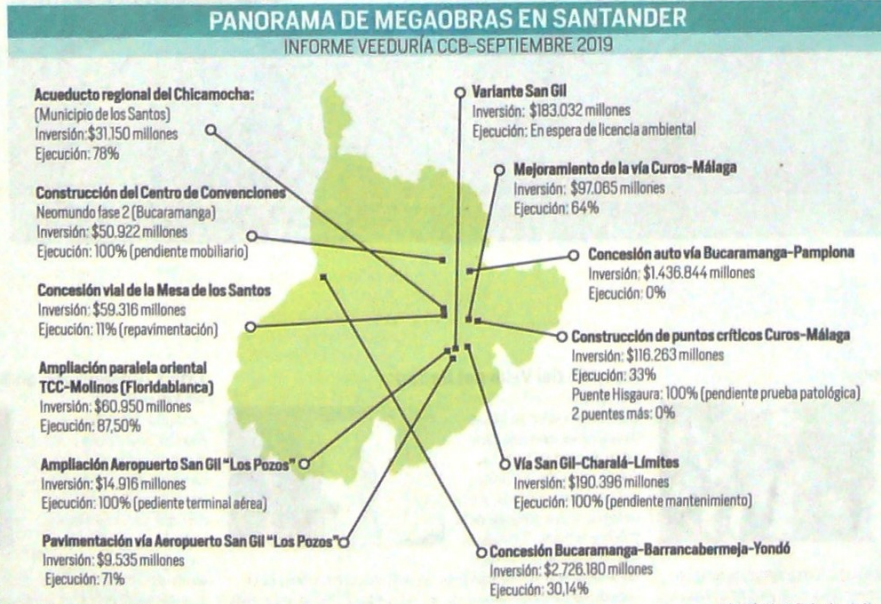 PANORAMA DE MEGAOBRAS EN SANTANDER
INFORME VEEDURÍA CCB-SEPTIEMBRE 2019
Acueducto regional del Chicamocha:
(Municipio de los Santos)
Inversión: $31.150 millones
Ejecución: 78%
Construcción del Centro de Convenciones
Neomundo fase 2 (Bucaramanga)
Inversión: $50.922 millones
Ejecución: 100% (pendiente mobiliario)
Concesión vial de la Mesa de los Santos
Inversión: $59.316 millones
Ejecución: 11% (repavimentación)
Ampliación paralela oriental
TCC-Molinos (Floridablanca)
Inversión: $60.950 millones
Ejecución: 87,50%
Ampliación Aeropuerto San Gil "Los Pozos"
Inversión: $14.916 millones
Ejecución: 100% (pediente terminal aérea)
Pavimentación vía Aeropuerto San Gil "Los Pozos"
Inversión: $9.535 millones
Ejecución: 71%
Variante San Gil
Inversión: $183.032 millones
Ejecución: En espera de licencia ambiental
Mejoramiento de la vía Curos-Málaga
Inversión: $97.065 millones
Ejecución: 64%
Concesión auto vía Bucaramanga-Pamplona
Inversión: $1.436.844 millones
Ejecución: 0%
Construcción de puntos críticos Curos-Málaga
Inversión: $116.263 millones
Ejecución: 33%
Puente Hisgaura: 100% (pendiente prueba patológica)
2 puentes más: 0%
Vía San Gil-Charalá-Límites
Inversión: $190.396 millones
Ejecución: 100% (pendiente mantenimiento)
Concesión Bucaramanga-Barrancabermeja-Yondó
Inversión: $2.726.180 millones
Ejecución: 30,14%